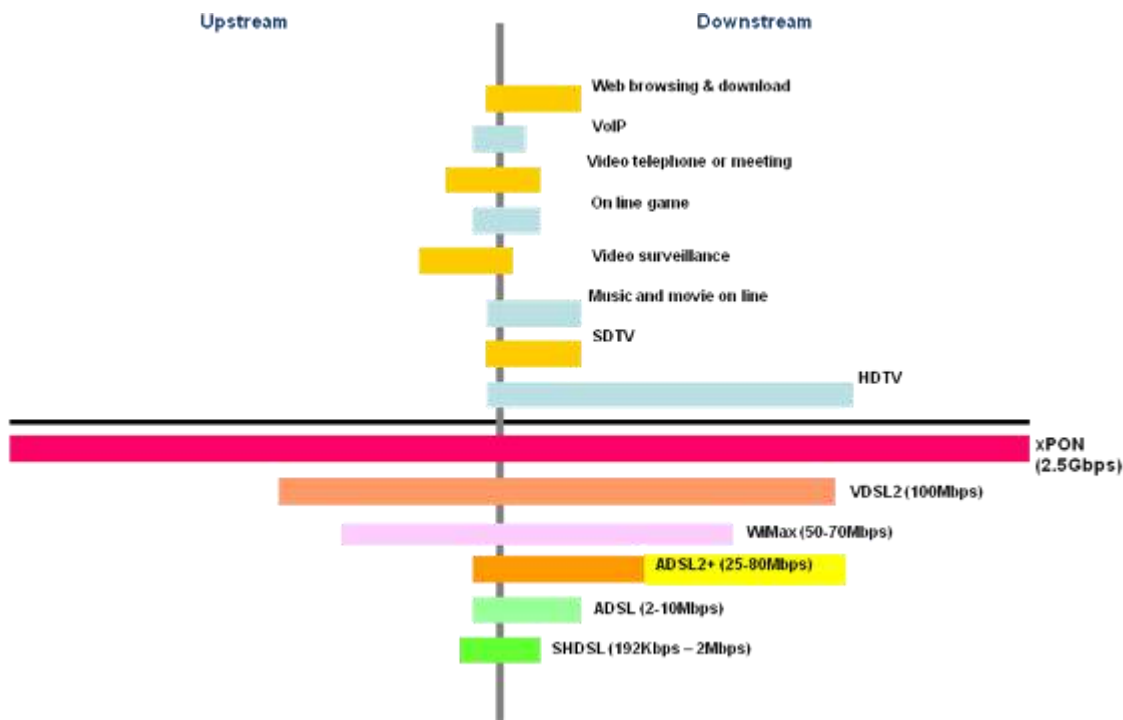 Upstream
Downstream
Web browsing & download
VoIP
Video telephone or meeting
On line game
Video surveillance
Music and movie on line
SDTV
HDTV
xPON
(2.5Gbps)
VDSL2 (100Mbps)
WiMax (50-70Mbps)
ADSL2+ (25-80Mbps)
ADSL (2-10Mbps)
SHDSL (192Kbps – 2Mbps)